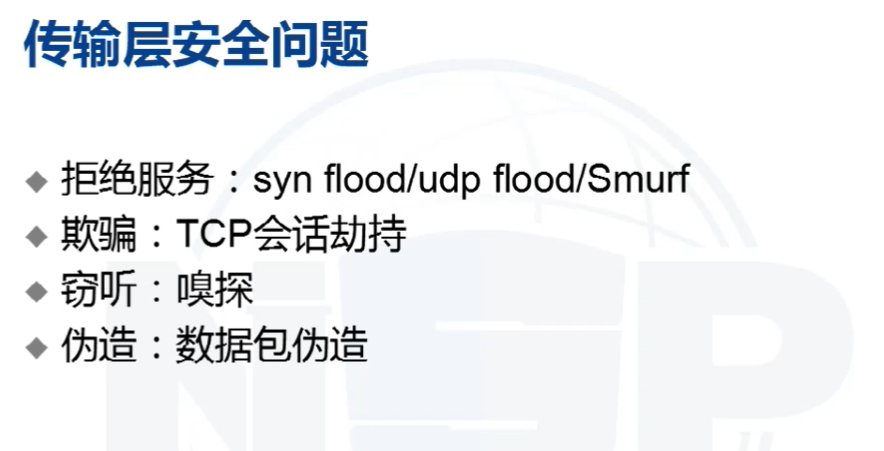 传输层安全问题
拒绝服务：syn flood/udp flood/Smurf
欺骗：TCP会话劫持
窃听：嗅探
伪造：数据包伪造
NISP